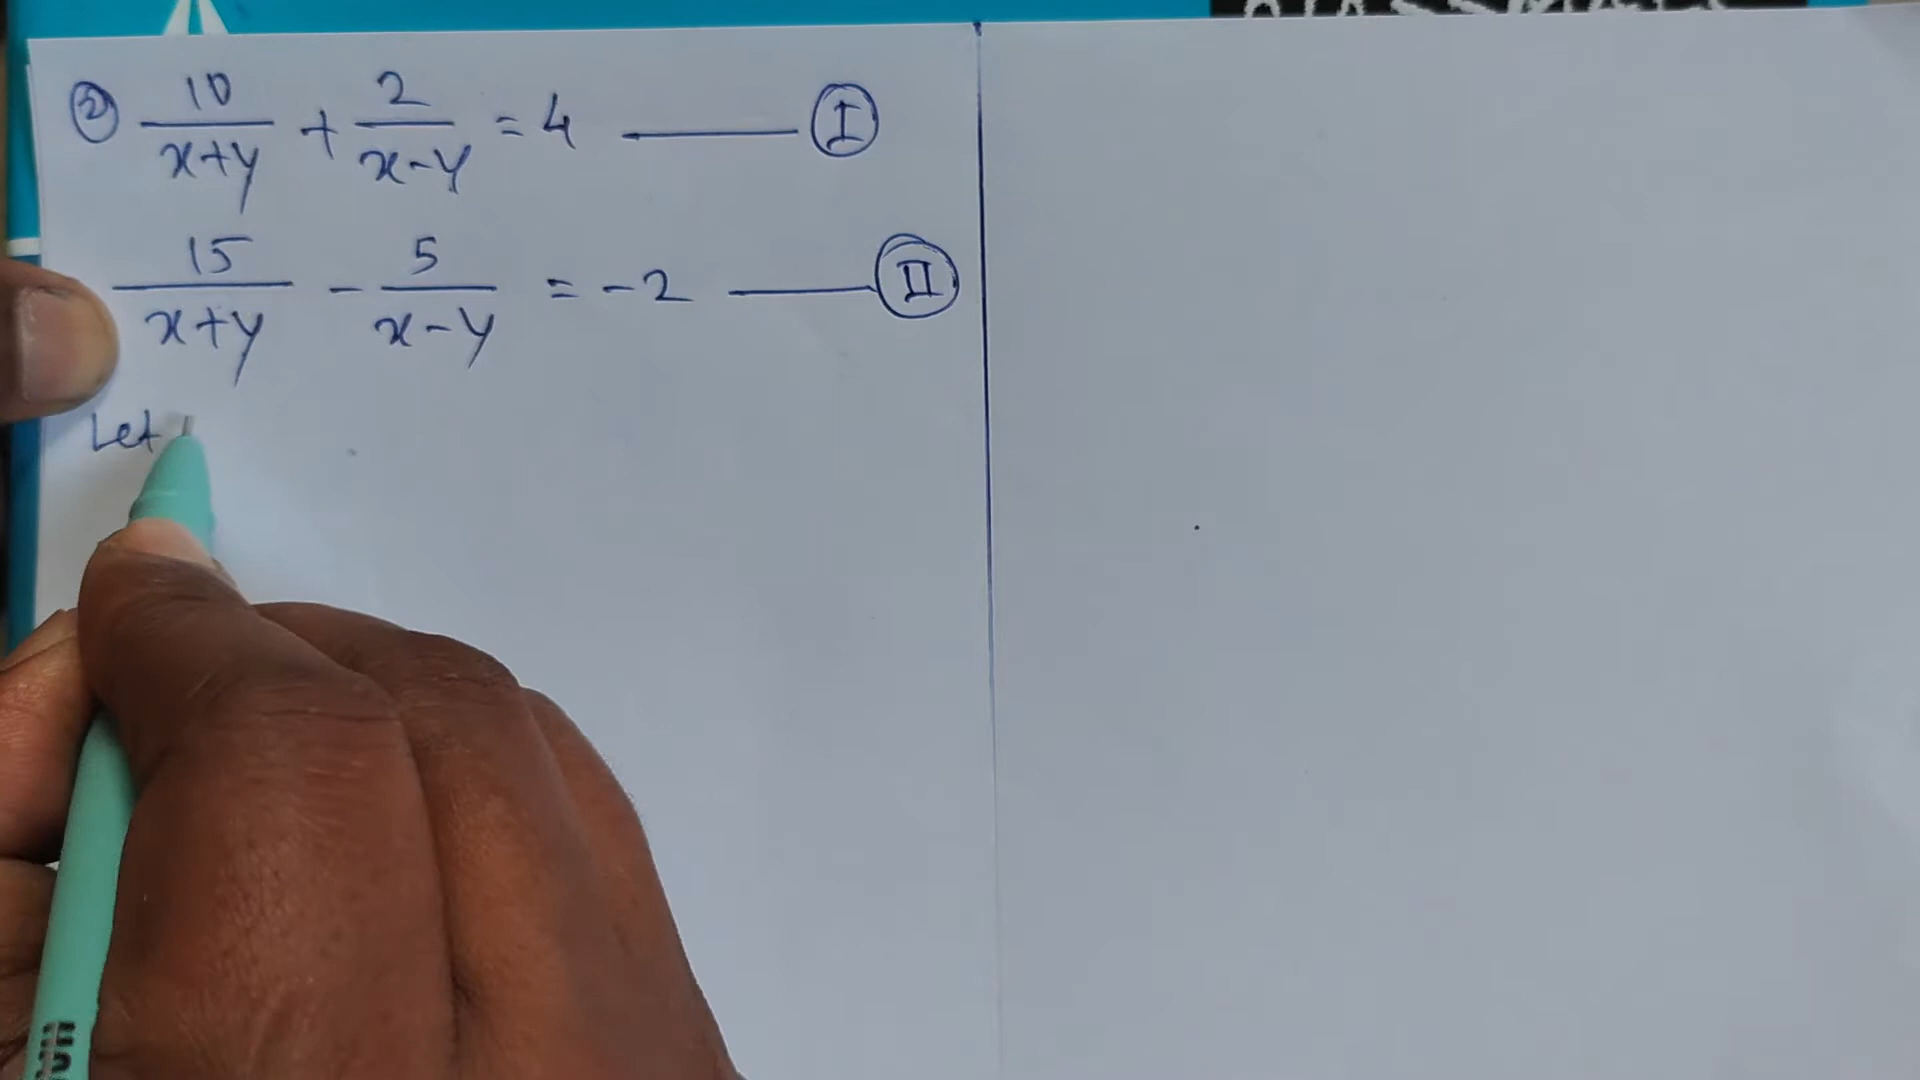 ② 10/(x+y) + 2/(x-y) = 4 —— Ⓘ
15/(x+y) - 5/(x-y) = -2 —— Ⓘⓘ
Let